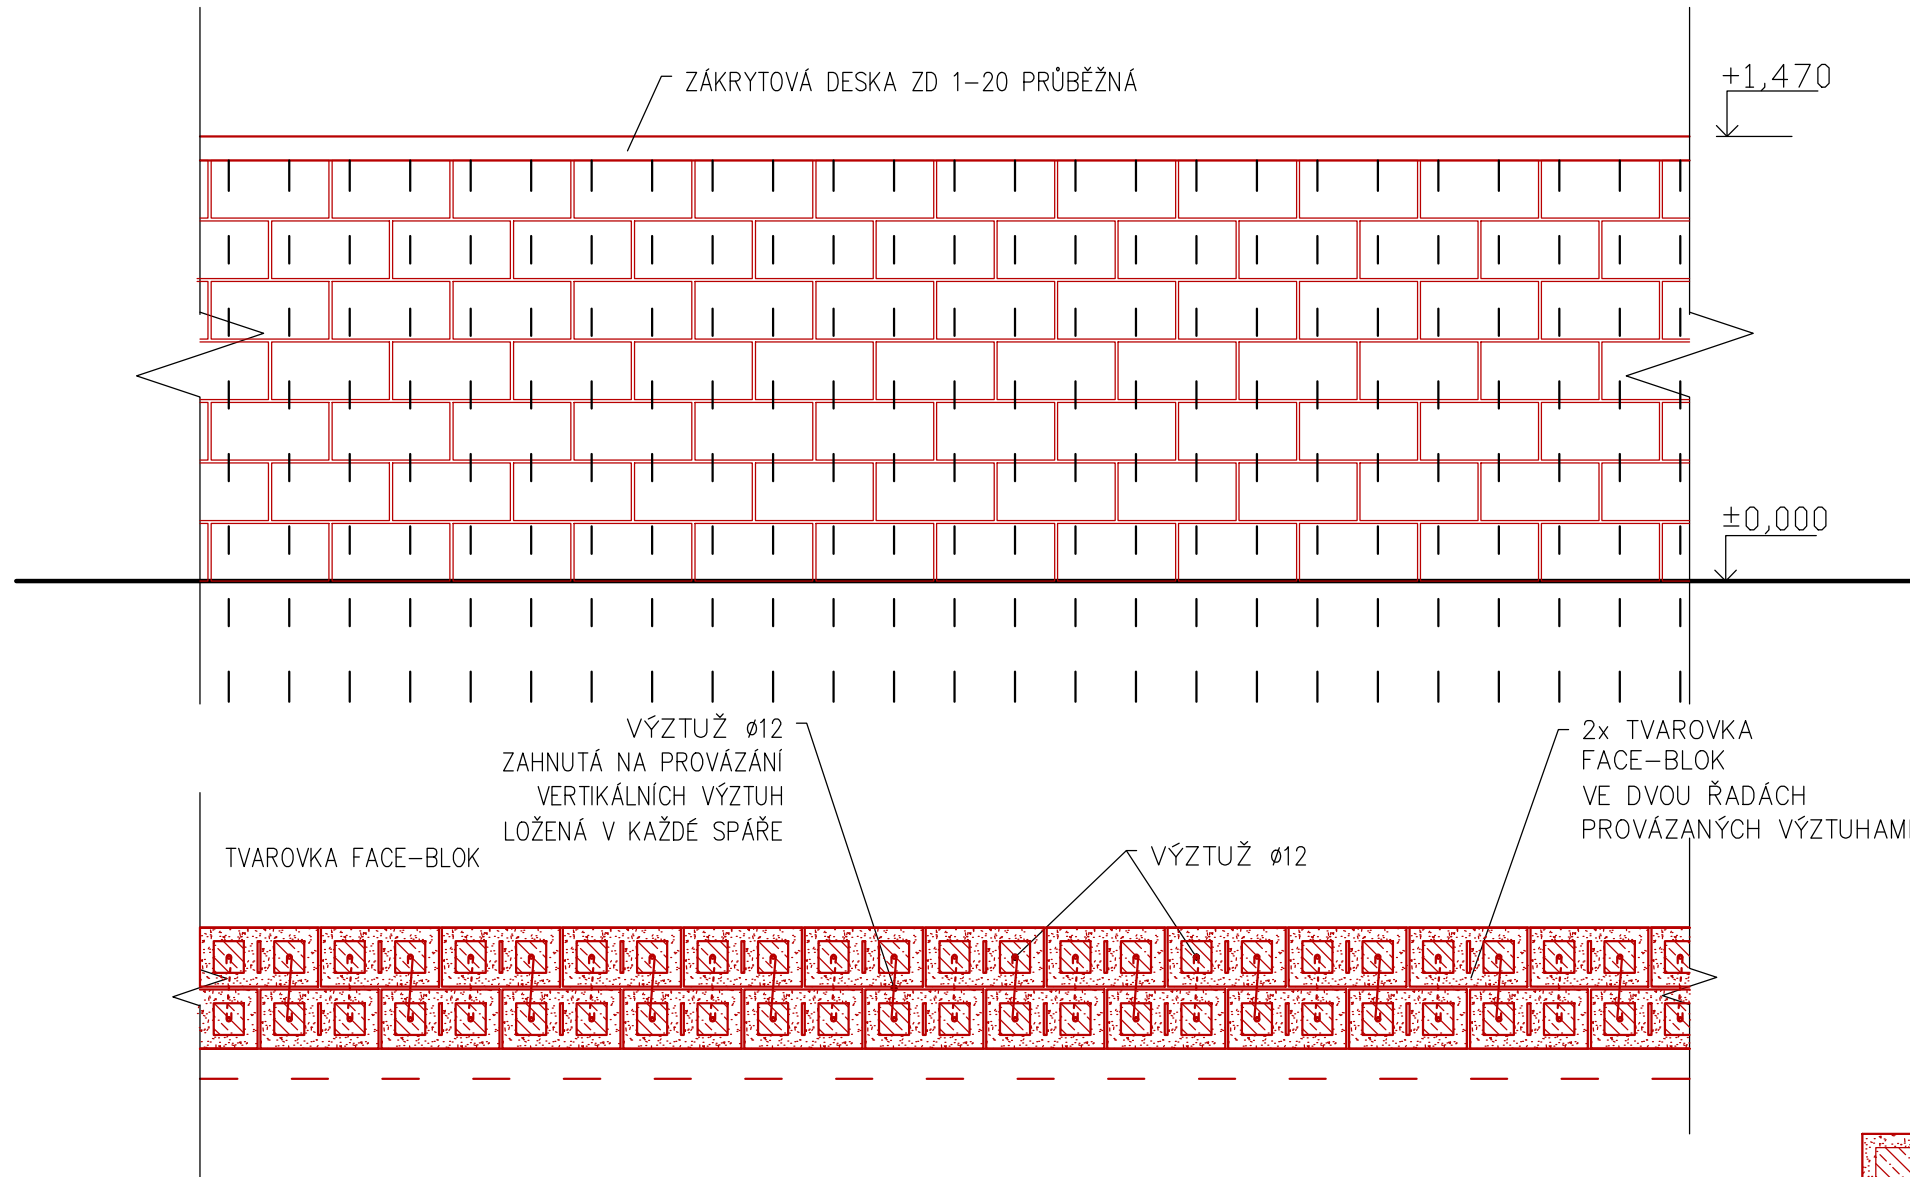 ZÁKRYTOVÁ DESKA ZD 1-20 PRŮBĚŽNÁ
+1,470
±0,000
VÝZTUŽ ø12
ZAHNUTÁ NA PROVÁZÁNÍ
VERTIKÁLNÍCH VÝZTUH
LOŽENÁ V KAŽDÉ SPÁŘE
2x TVAROVKA
FACE-BLOK
VE DVOU ŘADÁCH
PROVÁZANÝCH VÝZTUHAMI
TVAROVKA FACE-BLOK
VÝZTUŽ ø12